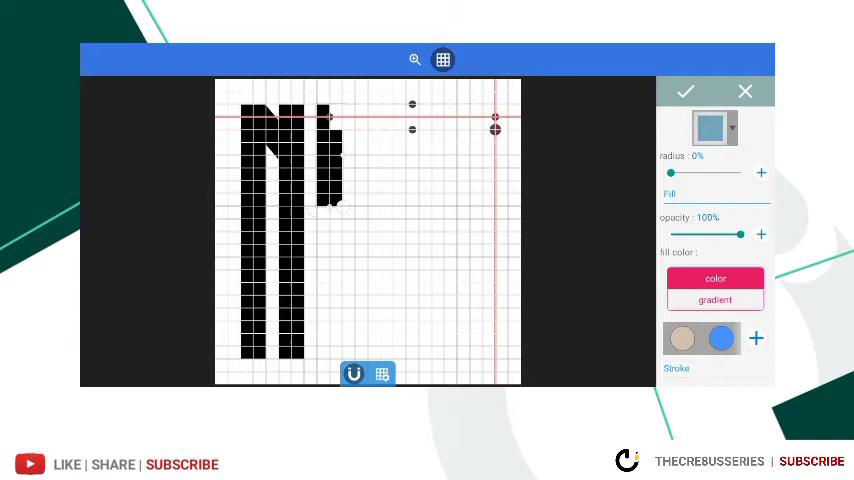 radius : 0%
Fill
opacity : 100%
fill color :
color
gradient
Stroke
LIKE | SHARE | SUBSCRIBE
THECRE8USSERIES | SUBSCRIBE